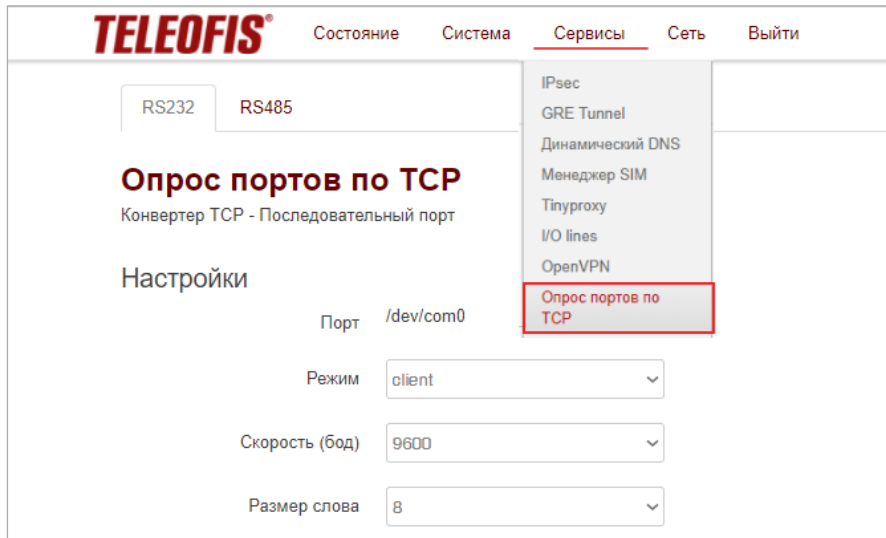 TELEOFIS®
Состояние Система Сервисы Сеть Выйти
IPsec
GRE Tunnel
Динамический DNS
Менеджер SIM
Tinyproxy
I/O lines
OpenVPN
Опрос портов по
TCP
RS232 RS485
Опрос портов по TCP
Конвертер TCP - Последовательный порт
Настройки
Порт /dev/com0
Режим client
Скорость (бод) 9600
Размер слова 8